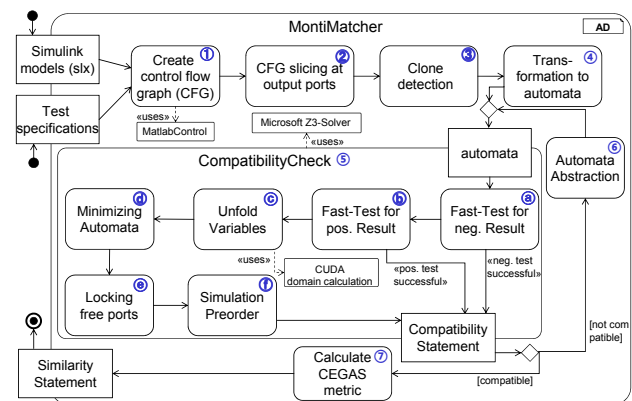 MontiMatcher
AD
Simulink
models (slx)
Test
specifications
①
Create
control flow
graph (CFG)
②
CFG slicing at
output ports
③
Clone
detection
④
Trans-
formation to
automata
«uses»
MatlabControl
Microsoft Z3-Solver
«uses»
CompatibilityCheck ⑤
automata
⑥
Automata
Abstraction
ⓓ
Minimizing
Automata
ⓒ
Unfold
Variables
ⓑ
Fast-Test for
pos. Result
ⓐ
Fast-Test for
neg. Result
«uses»
CUDA
domain calculation
«pos. test
successful»
«neg. test
successful»
ⓔ
Locking
free ports
ⓕ
Simulation
Preorder
Compatibility
Statement
[not com
patible]
[compatible]
⑦
Calculate
CEGAS
metric
Similarity
Statement